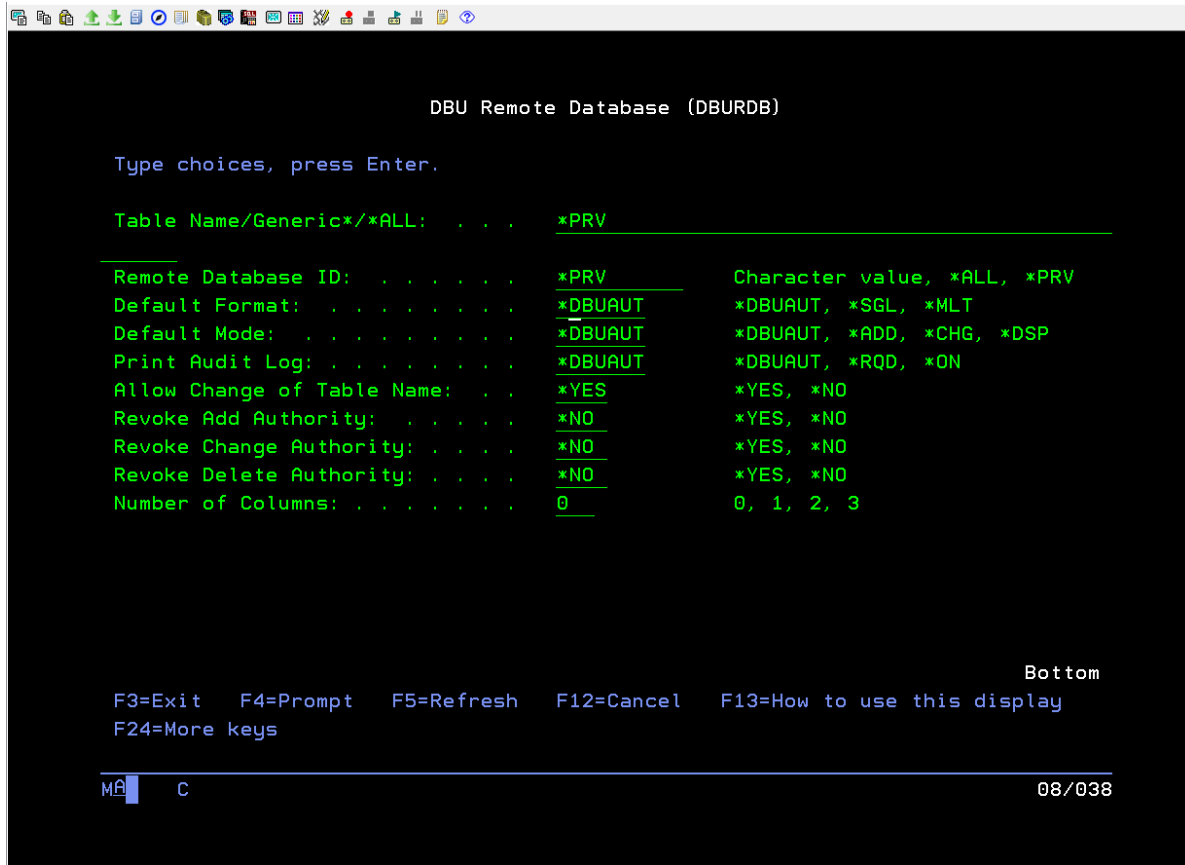 DBU Remote Database (DBURDB)
Type choices, press Enter.
Table Name/Generic*/*ALL: . . . *PRV
Remote Database ID: . . . . . . *PRV Character value, *ALL, *PRV
Default Format: . . . . . . . . *DBUAUT *DBUAUT, *SGL, *MLT
Default Mode: . . . . . . . . . *DBUAUT *DBUAUT, *ADD, *CHG, *DSP
Print Audit Log: . . . . . . . . *DBUAUT *DBUAUT, *RQD, *ON
Allow Change of Table Name: . . *YES *YES, *NO
Revoke Add Authority: . . . . . *NO *YES, *NO
Revoke Change Authority: . . . . *NO *YES, *NO
Revoke Delete Authority: . . . . *NO *YES, *NO
Number of Columns: . . . . . . . 0 0, 1, 2, 3
Bottom
F3=Exit F4=Prompt F5=Refresh F12=Cancel F13=How to use this display
F24=More keys
MA C 08/038